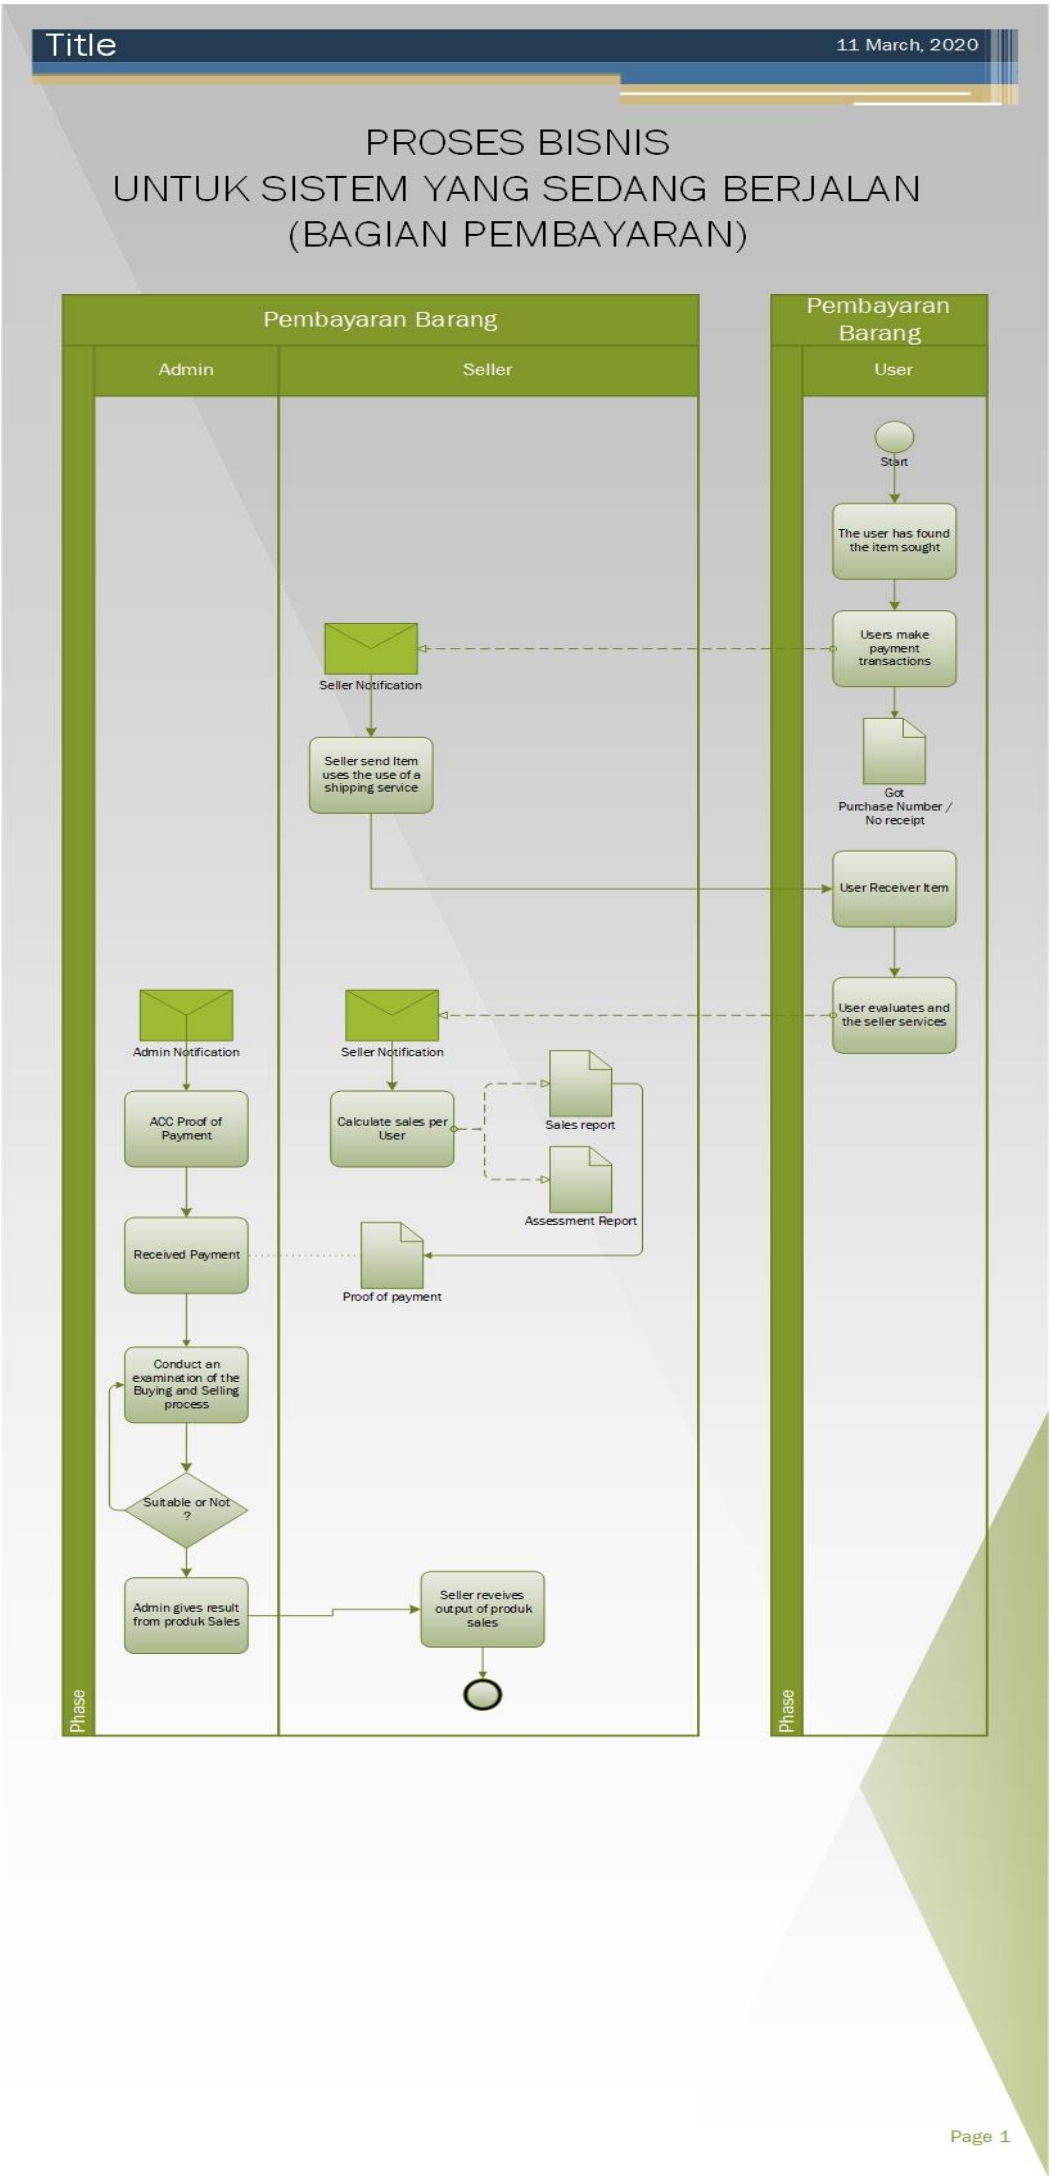 Title
11 March, 2020
PROSES BISNIS
UNTUK SISTEM YANG SEDANG BERJALAN
(BAGIAN PEMBAYARAN)
Pembayaran Barang
Admin
Seller
Pembayaran
Barang
User
Start
The user has found
the item sought
Users make
payment
transactions
Seller Notification
Seller send Item
uses the use of a
shipping service
Got
Purchase Number /
No receipt
User Receiver Item
User evaluates and
the seller services
Admin Notification
Seller Notification
ACC Proof of
Payment
Calculate sales per
User
Sales report
Assessment Report
Received Payment
Proof of payment
Conduct an
examination of the
Buying and Selling
process
Suitable or Not
?
Admin gives result
from produk Sales
Seller reveives
output of produk
sales
Phase
Phase
Page 1